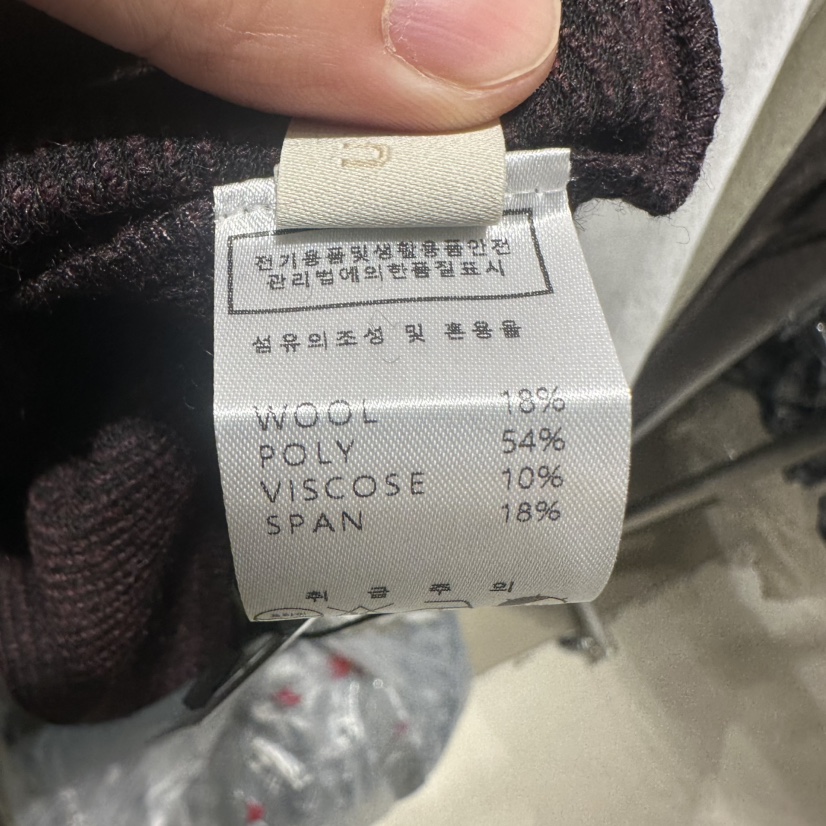 전기용품및생활용품안전
관리법에의한품질표시
섬유의조성 및 혼용율
WOOL 18%
POLY 54%
VISCOSE 10%
SPAN 18%
취 급 주 의